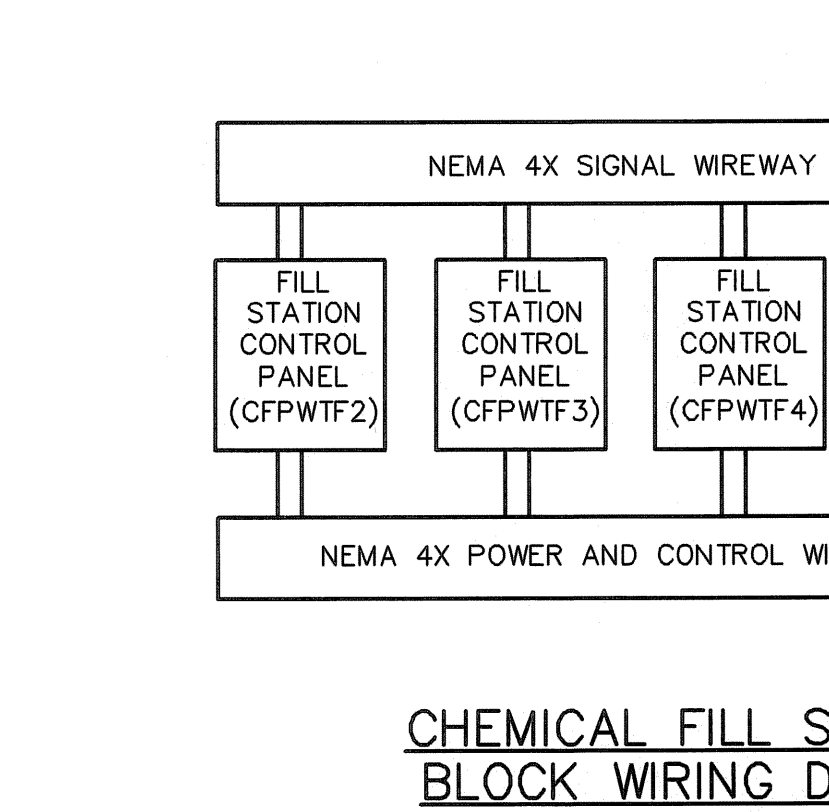 NEMA 4X SIGNAL WIREWAY
FILL
STATION
CONTROL
PANEL
(CFPWTF2)
FILL
STATION
CONTROL
PANEL
(CFPWTF3)
FILL
STATION
CONTROL
PANEL
(CFPWTF4)
NEMA 4X POWER AND CONTROL WI
CHEMICAL FILL S
BLOCK WIRING D